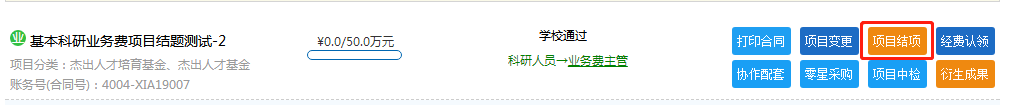 业 基本科研业务费项目结题测试-2
¥0.0/50.0万元
学校通过
科研人员→业务费主管
项目分类：杰出人才培育基金、杰出人才基金
账务号(合同号)：4004-XIA19007
打印合同 项目变更 项目结项 经费认领
协作配套 零星采购 项目中检 衍生成果